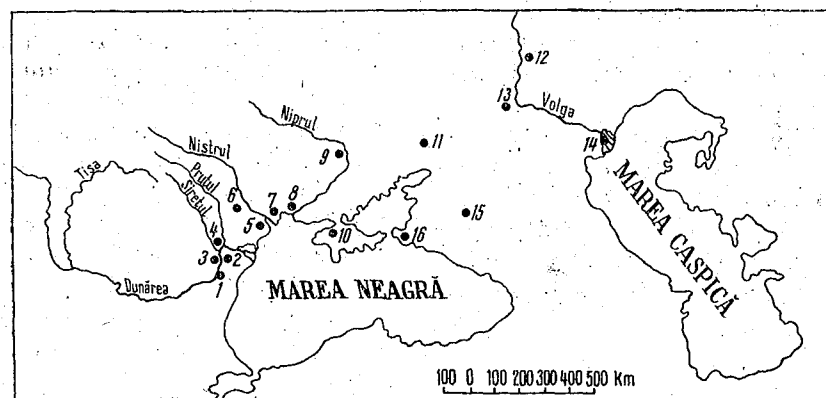 12
13
Volga
Niprul
11
14
9
Nistrul
Tisa
Prutul
Siretul
6
7
8
5
15
4
10
16
3
2
1
Dunărea
MAREA NEAGRĂ
MAREA CASPICĂ
100 0 100 200 300 400 500 Km